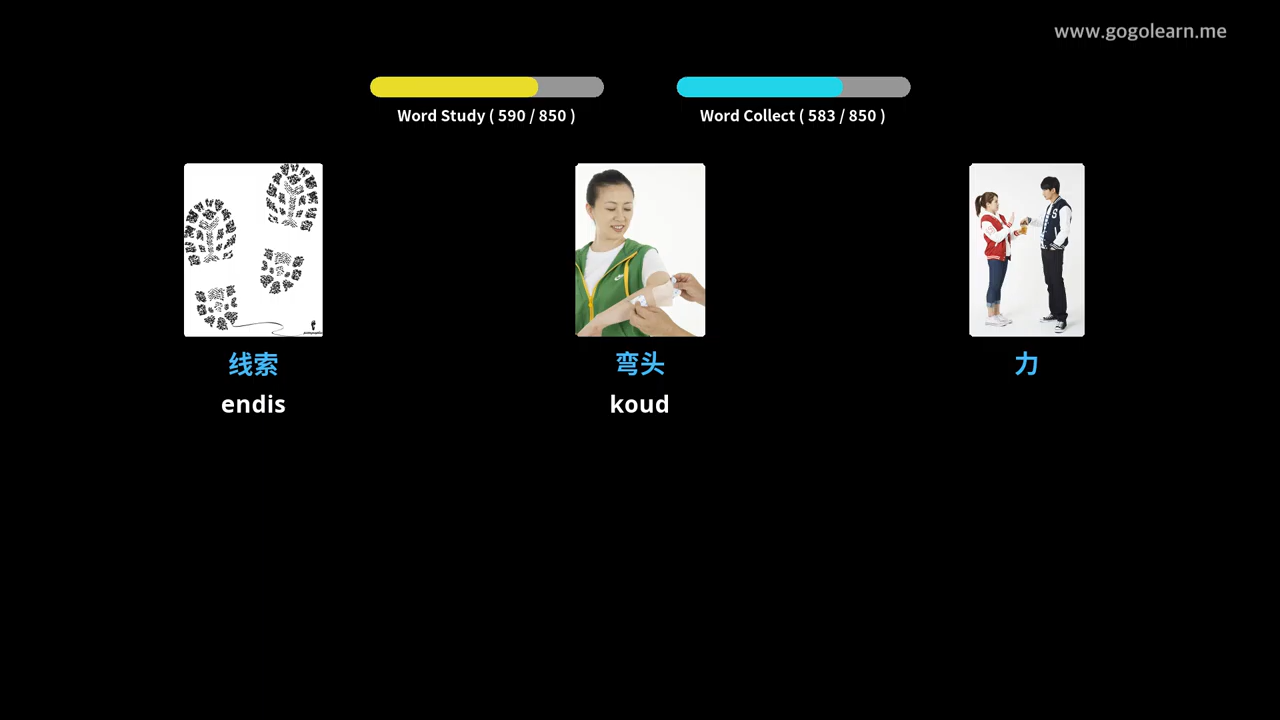 www.gogolearn.me
Word Study ( 590 / 850 )
Word Collect ( 583 / 850 )
线索
弯头
力
endis
koud